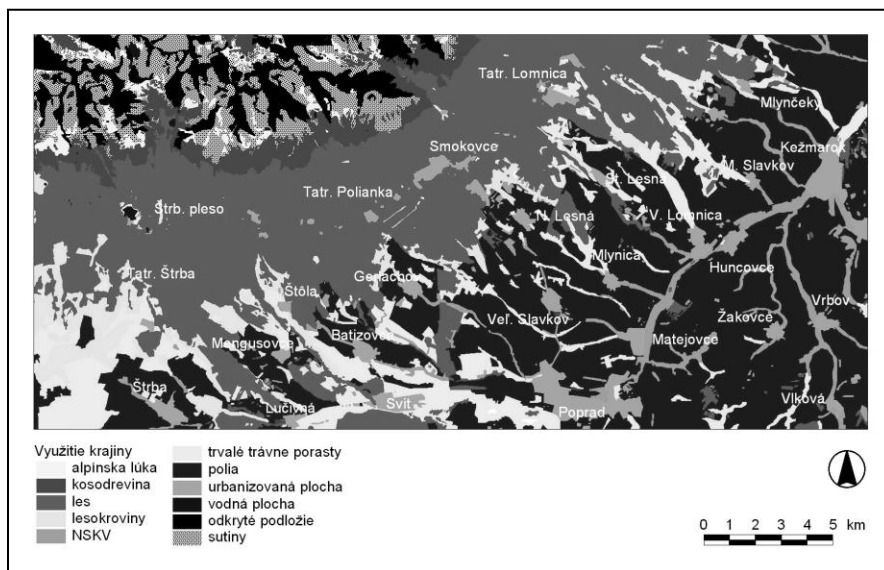 Tatr. Lomnica
Mlynčeky
Smokovce
Kežmarok
M. Slavkov
St. Lesná
Tatr. Polianka
Štrb. pleso
N. Lesná
V. Lomnica
Mlynica
Huncovce
Tatr. Štrba
Gerlachov
Štôla
Vrbov
Veľ. Slavkov
Žakovce
Mengusovce
Batizovce
Matejovce
Štrba
Lučivná
Svit
Poprad
Vlková
Využitie krajiny
alpínska lúka
kosodrevina
les
lesokroviny
NSKV
trvalé trávne porasty
polia
urbanizovaná plocha
vodná plocha
odkryté podložie
sutiny
0 1 2 3 4 5 km